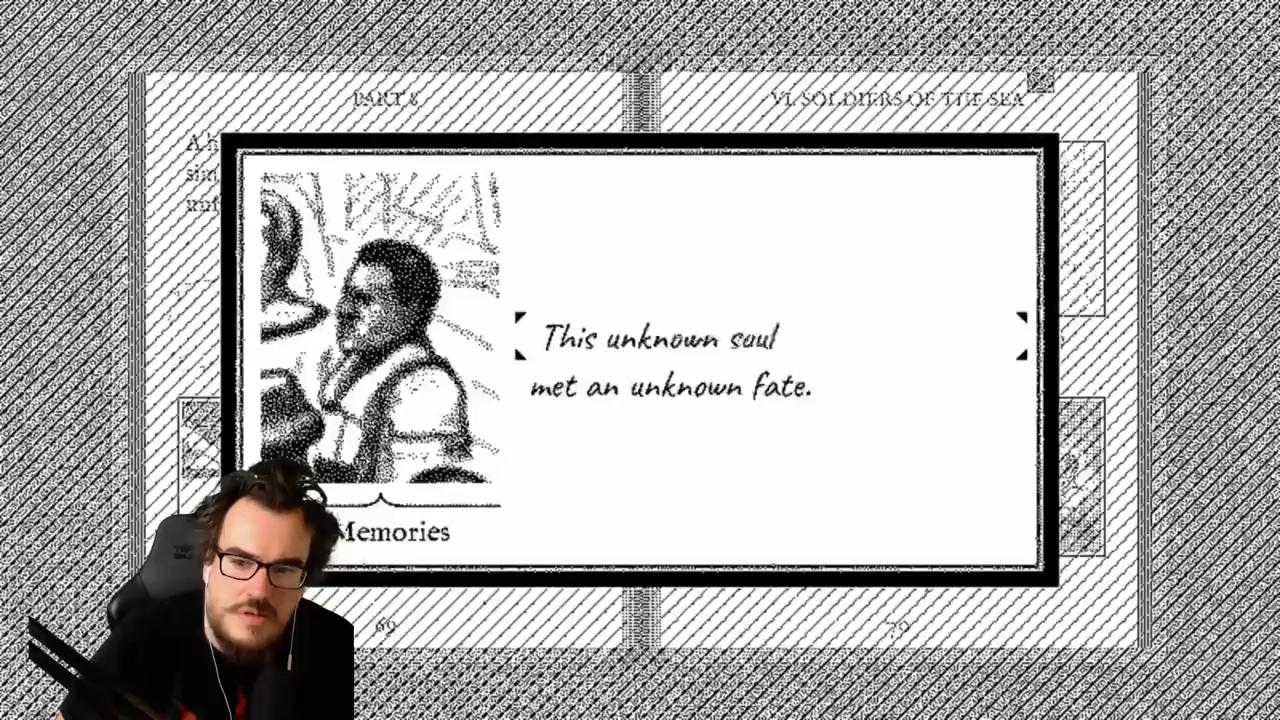 PART 8
VI. SOLDIERS OF THE SEA
This unknown soul
met an unknown fate.
Memories
69
70